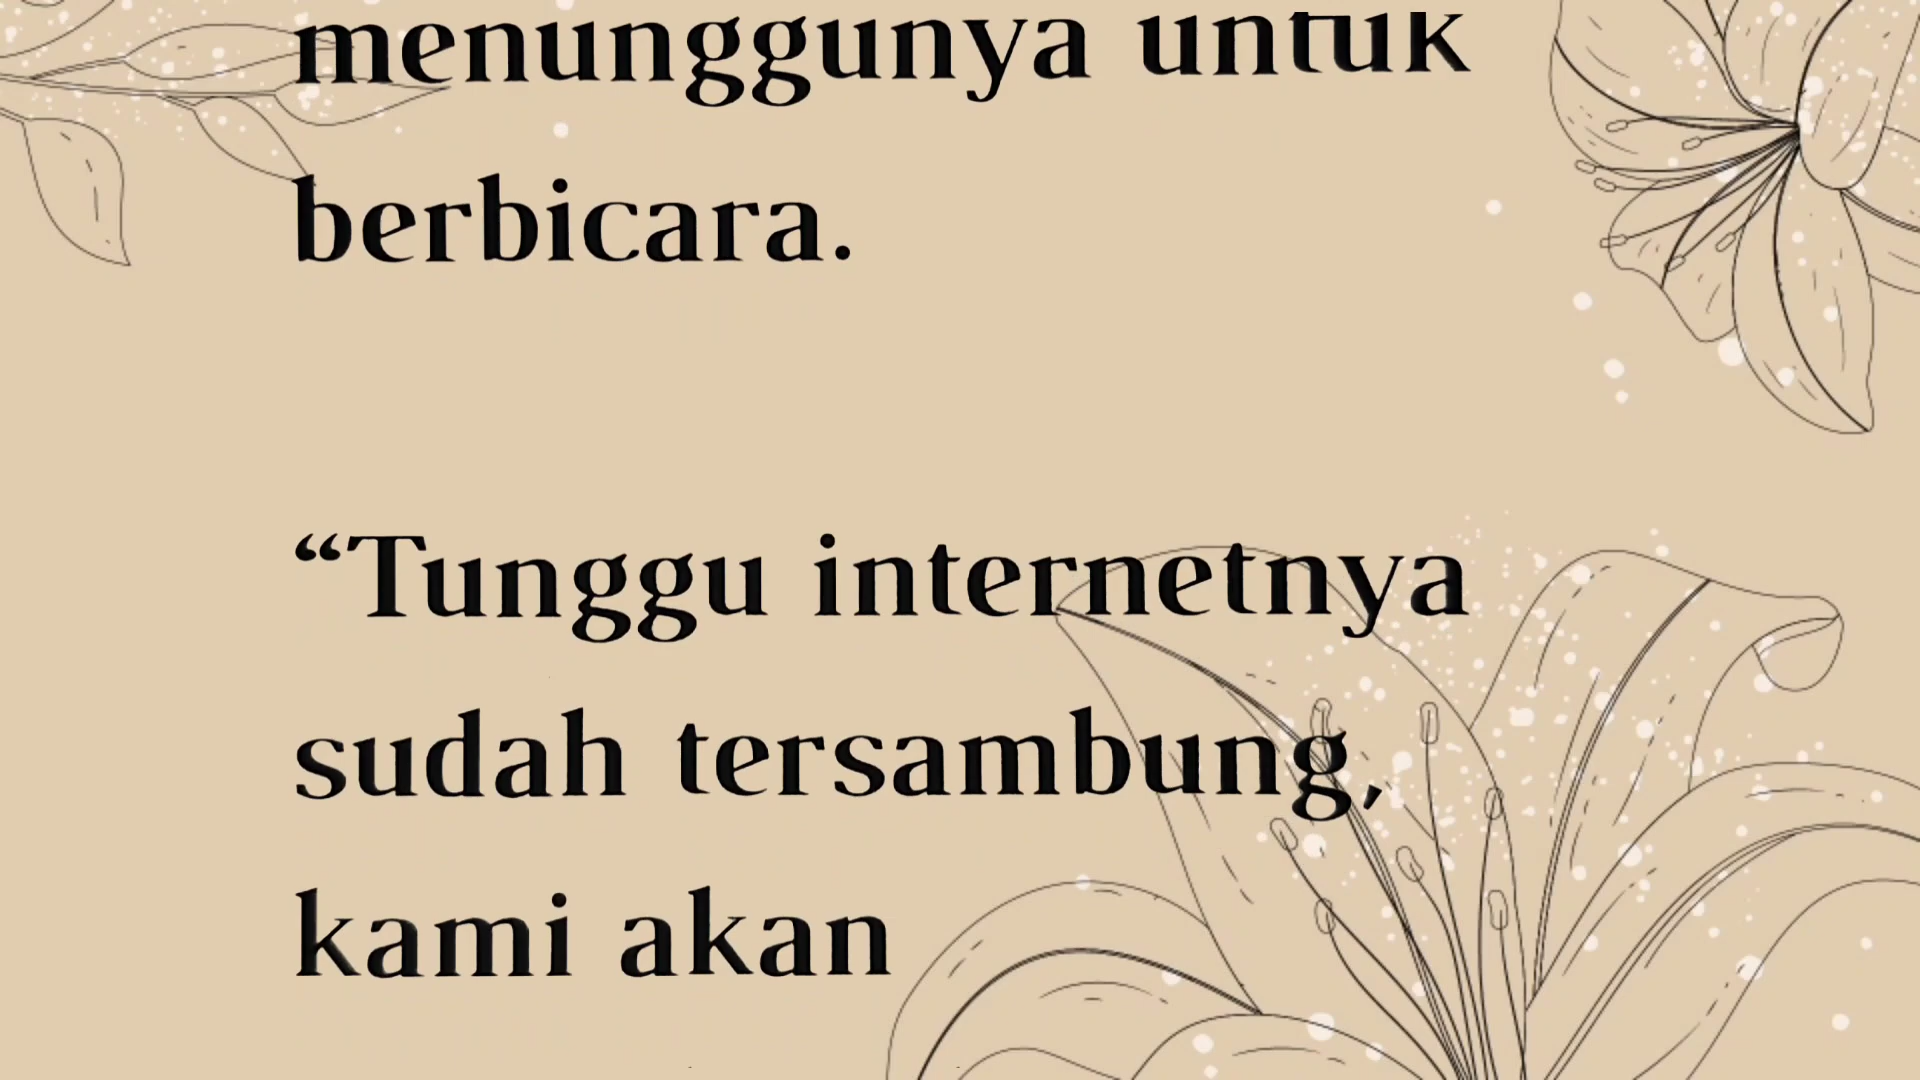 menunggunya untuk
berbicara.
“Tunggu internetnya
sudah tersambung,
kami akan